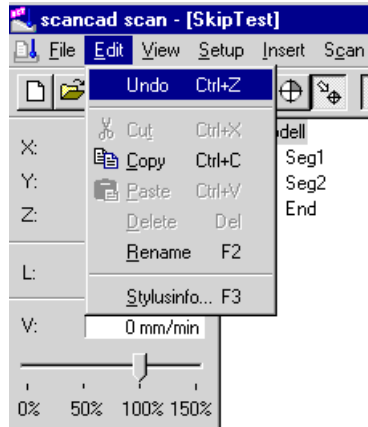 scancad scan - [SkipTest]
File Edit View Setup Insert Scan
Undo Ctrl+Z
Cut Ctrl+X
Copy Ctrl+C
Paste Ctrl+V
Delete Del
Rename F2
Stylusinfo... F3
dell
Seg1
Seg2
End
X:
Y:
Z:
L:
V: 0 mm/min
0% 50% 100% 150%